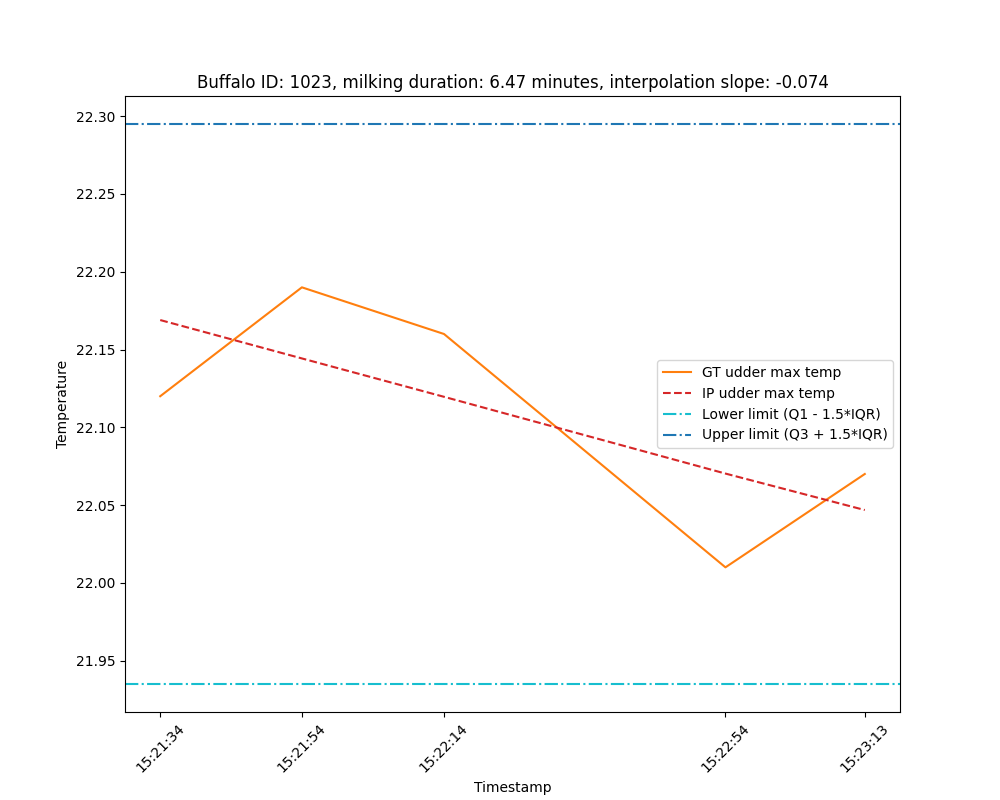 Buffalo ID: 1023, milking duration: 6.47 minutes, interpolation slope: -0.074
22.30
22.25
22.20
22.15
22.10
22.05
22.00
21.95
Temperature
GT udder max temp
IP udder max temp
Lower limit (Q1 - 1.5*IQR)
Upper limit (Q3 + 1.5*IQR)
15:21:34
15:21:54
15:22:14
15:22:54
15:23:13
Timestamp